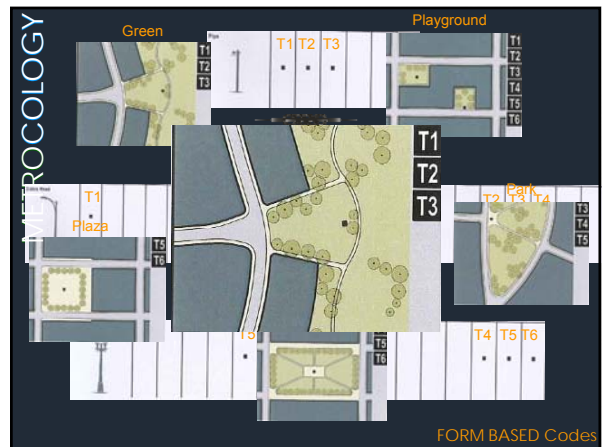 METROCOLOGY
Green
Playground
Pipe
T1 T2 T3
T1
T2
T3
T1
T2
T3
T4
T5
T6
T1
T2
T3
T1
Plaza
T5
T6
Park
T2 T3 T4
T3
T4
T5
T5
T5
T6
T4 T5 T6
FORM BASED Codes